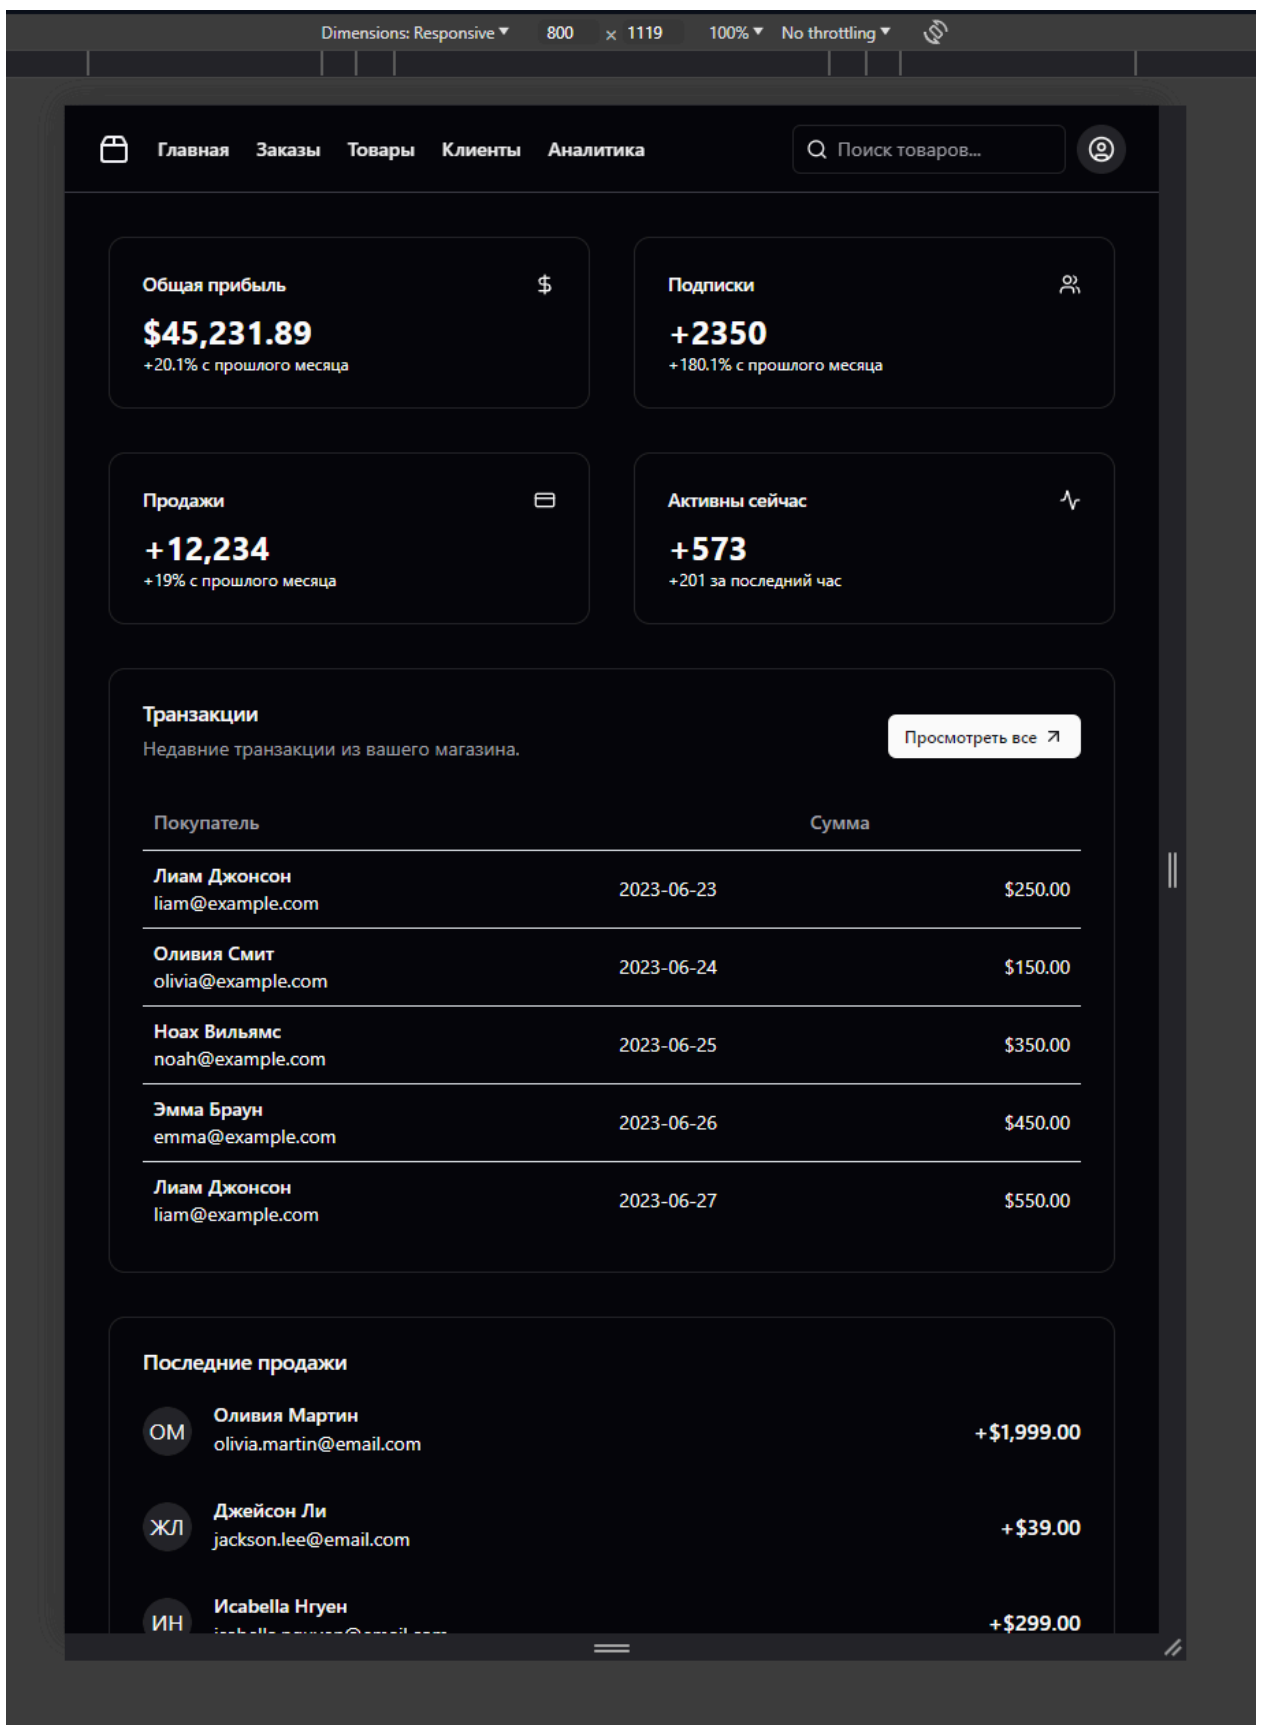 Dimensions: Responsive 800 × 1119 100% No throttling
Главная Заказы Товары Клиенты Аналитика Поиск товаров...
Общая прибыль
$45,231.89
+20.1% с прошлого месяца
Подписки
+2350
+180.1% с прошлого месяца
Продажи
+12,234
+19% с прошлого месяца
Активны сейчас
+573
+201 за последний час
Транзакции
Недавние транзакции из вашего магазина.
Просмотреть все
Покупатель Сумма
Лиам Джонсон
liam@example.com
2023-06-23 $250.00
Оливия Смит
olivia@example.com
2023-06-24 $150.00
Ноах Вильямс
noah@example.com
2023-06-25 $350.00
Эмма Браун
emma@example.com
2023-06-26 $450.00
Лиам Джонсон
liam@example.com
2023-06-27 $550.00
Последние продажи
ОМ
Оливия Мартин
olivia.martin@email.com
+$1,999.00
ЖЛ
Джейсон Ли
jackson.lee@email.com
+$39.00
ИН
Исabella Нгуен
+$299.00